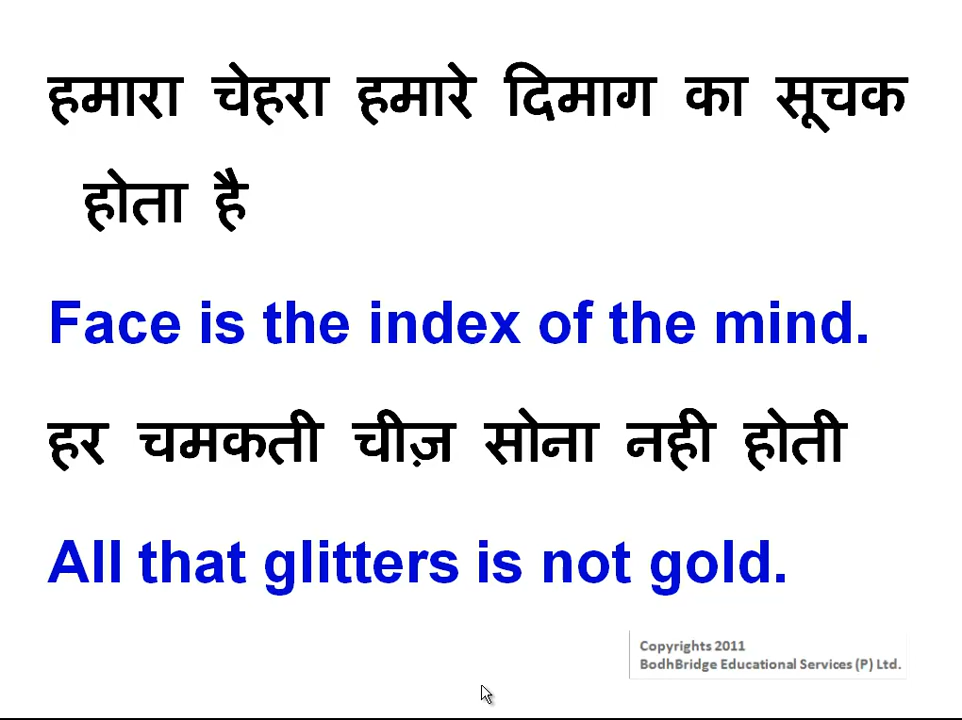 हमारा चेहरा हमारे दिमाग का सूचक
होता है
Face is the index of the mind.
हर चमकती चीज़ सोना नही होती
All that glitters is not gold.
Copyrights 2011
BodhBridge Educational Services (P) Ltd.